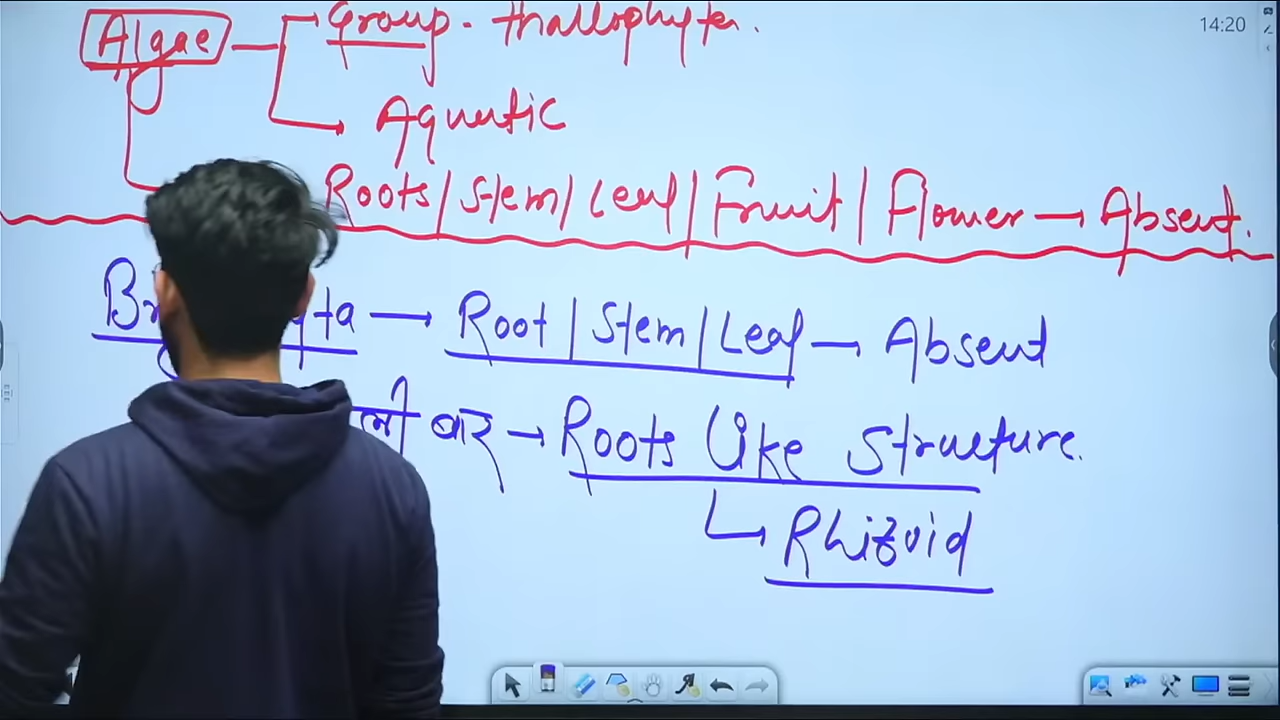 Algae Group - thallophyta.
Aquatic
Roots/Stem/Leaf/Fruit/Flower → Absent.
→ Root/Stem/Leaf → Absent
बार → Roots Like Structure.
Rhizoid
14:20